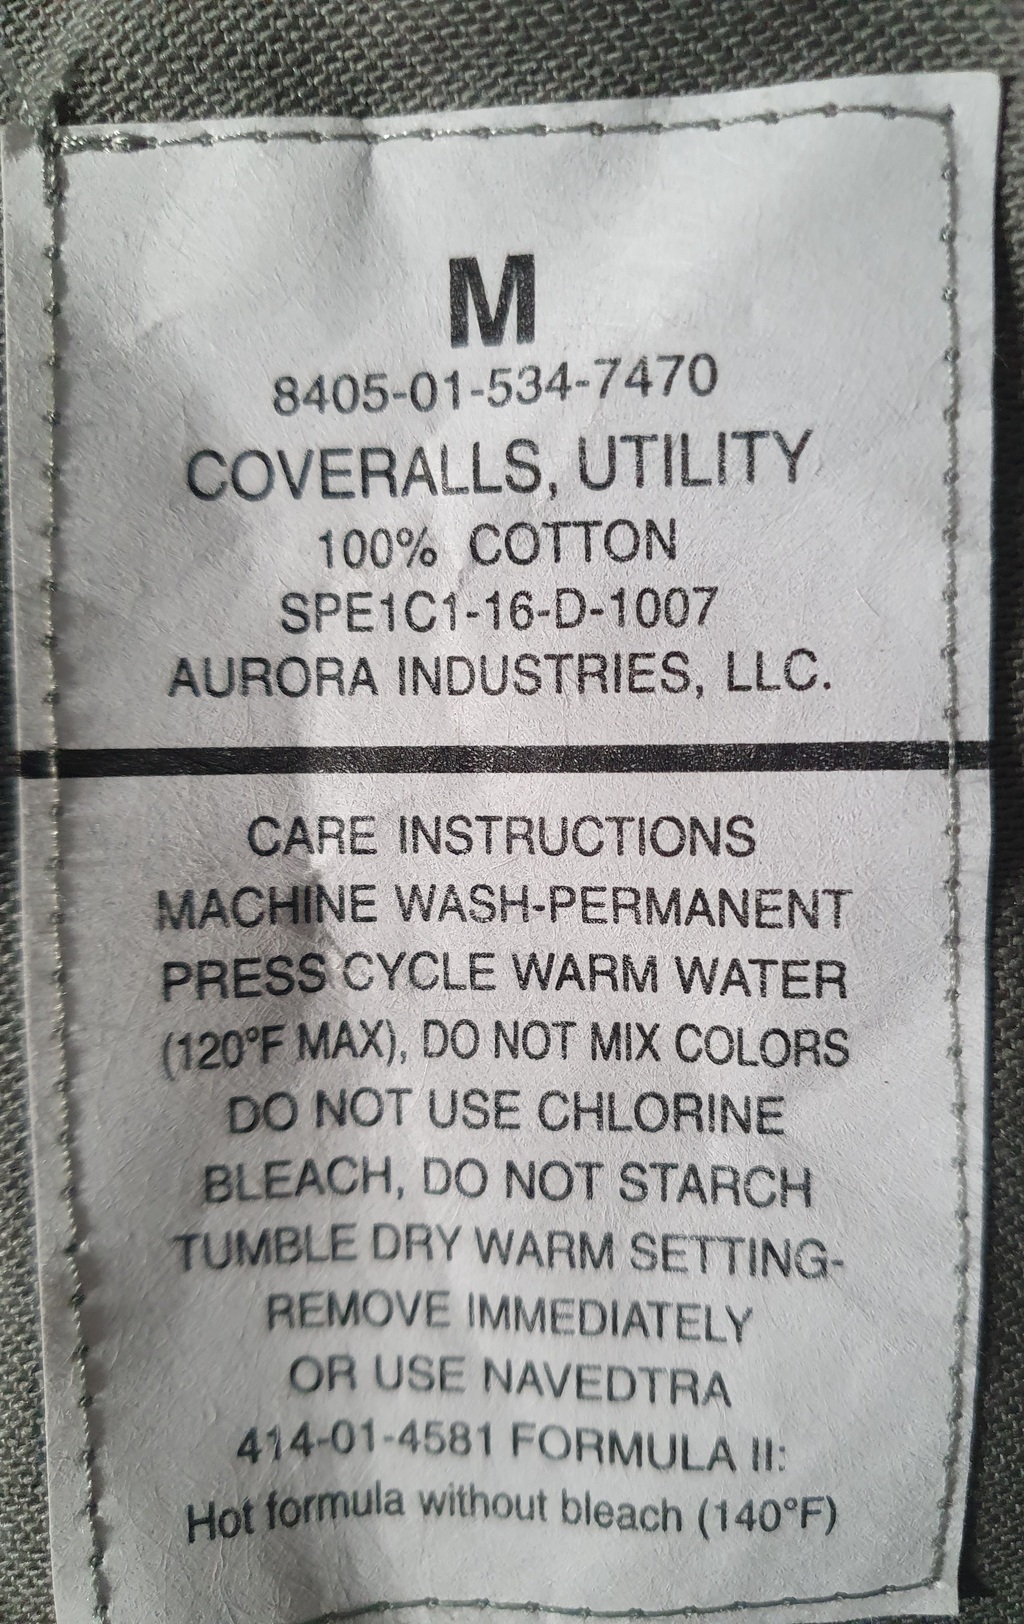 M
8405-01-534-7470
COVERALLS, UTILITY
100% COTTON
SPE1C1-16-D-1007
AURORA INDUSTRIES, LLC.
CARE INSTRUCTIONS
MACHINE WASH-PERMANENT
PRESS CYCLE WARM WATER
(120°F MAX), DO NOT MIX COLORS
DO NOT USE CHLORINE
BLEACH, DO NOT STARCH
TUMBLE DRY WARM SETTING-
REMOVE IMMEDIATELY
OR USE NAVEDTRA
414-01-4581 FORMULA II:
Hot formula without bleach (140°F)